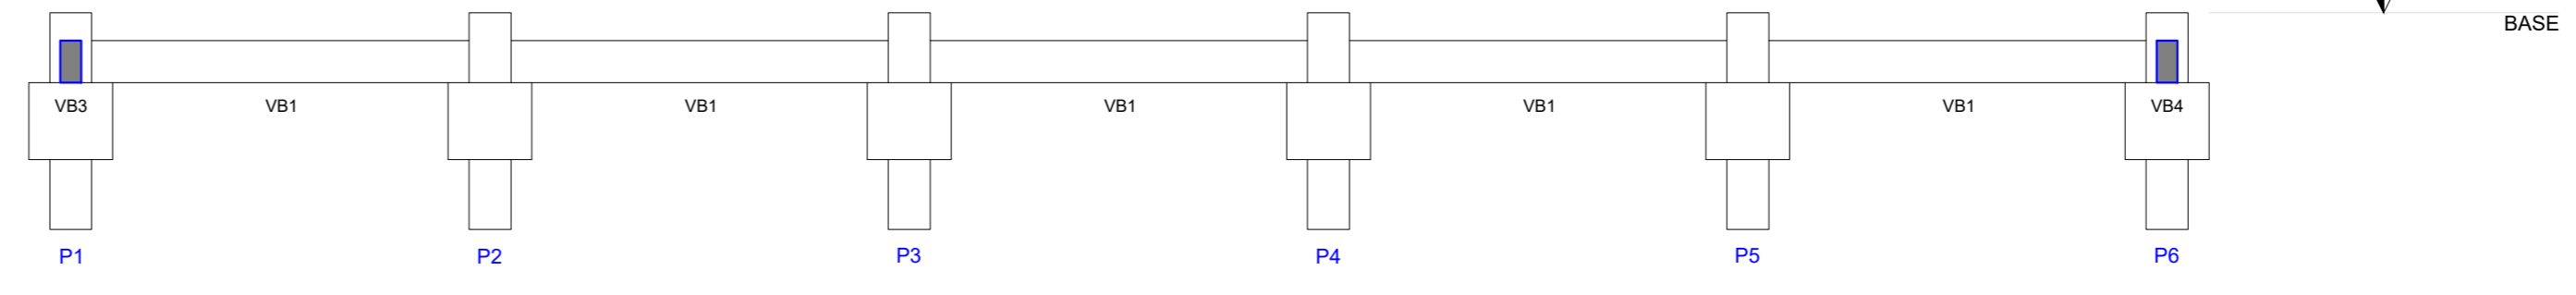 BASE
VB3 VB1 VB1 VB1 VB1 VB1 VB4
P1 P2 P3 P4 P5 P6